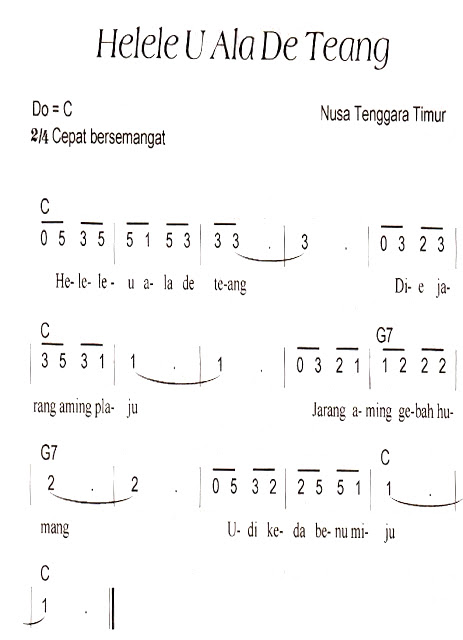 Helele U Ala De Teang
Do = C
Nusa Tenggara Timur
2/4 Cepat bersemangat
C
0 5 3 5 | 5 1 5 3 | 3 3 . | 3 . | 0 3 2 3
He- le- le- u a- la de te-ang Di- e ja-
C G7
3 5 3 1 | 1 . | 1 . | 0 3 2 1 | 1 2 2 2
rang aming pla- ju Jarang a- ming ge-bah hu-
G7 C
2 . | 2 . | 0 5 3 2 | 2 5 5 1 | 1 . |
mang U- di ke- da be- nu mi- ju
C
1 . ||